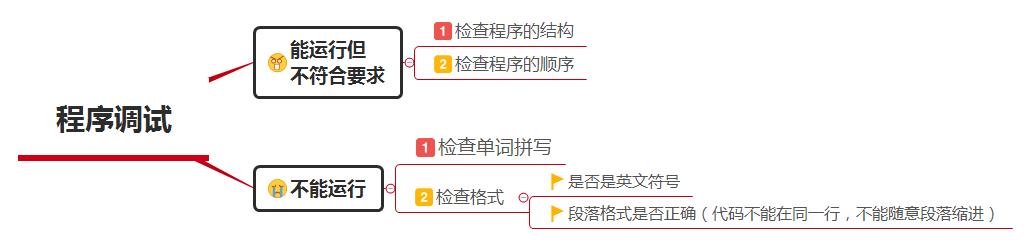 程序调试
能运行但
不符合要求
1 检查程序的结构
2 检查程序的顺序
不能运行
1 检查单词拼写
2 检查格式
是否是英文符号
段落格式是否正确（代码不能在同一行，不能随意段落缩进）